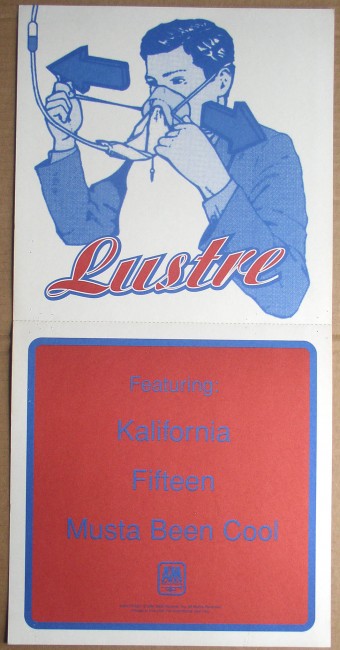 Lustre
Featuring:
Kalifornia
Fifteen
Musta Been Cool
A&M